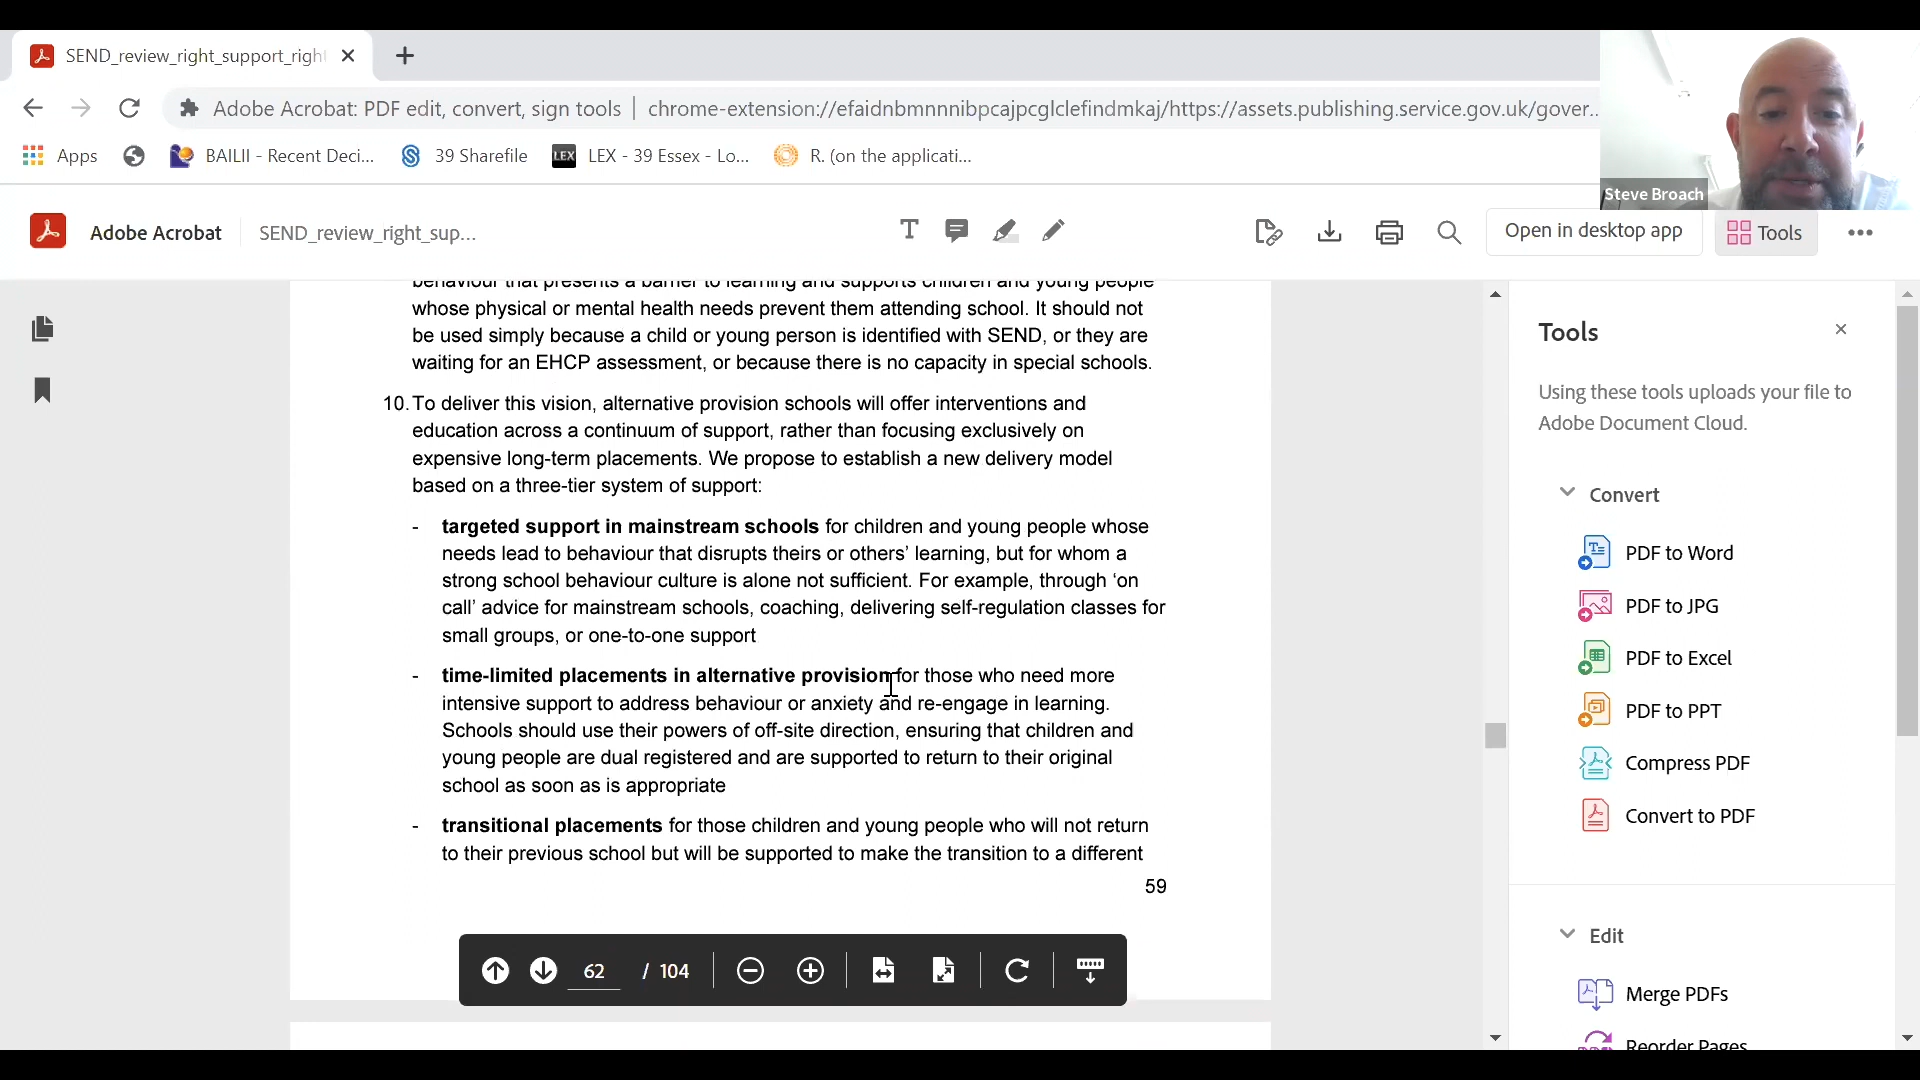 SEND_review_right_support_righ
Adobe Acrobat: PDF edit, convert, sign tools | chrome-extension://efaidnbmnnnibpcajpcglclefindmkaj/https://assets.publishing.service.gov.uk/gover...
Apps
BAILII - Recent Deci...
39 Sharefile
LEX
LEX - 39 Essex - Lo...
R. (on the applicati...
Steve Broach
Adobe Acrobat
SEND_review_right_sup...
Open in desktop app
Tools
behaviour that presents a barrier to learning and supports children and young people
whose physical or mental health needs prevent them attending school. It should not
be used simply because a child or young person is identified with SEND, or they are
waiting for an EHCP assessment, or because there is no capacity in special schools.
10. To deliver this vision, alternative provision schools will offer interventions and
education across a continuum of support, rather than focusing exclusively on
expensive long-term placements. We propose to establish a new delivery model
based on a three-tier system of support:
- targeted support in mainstream schools for children and young people whose
needs lead to behaviour that disrupts theirs or others’ learning, but for whom a
strong school behaviour culture is alone not sufficient. For example, through ‘on
call’ advice for mainstream schools, coaching, delivering self-regulation classes for
small groups, or one-to-one support
- time-limited placements in alternative provision for those who need more
intensive support to address behaviour or anxiety and re-engage in learning.
Schools should use their powers of off-site direction, ensuring that children and
young people are dual registered and are supported to return to their original
school as soon as is appropriate
- transitional placements for those children and young people who will not return
to their previous school but will be supported to make the transition to a different
59
62 / 104
Tools
Using these tools uploads your file to
Adobe Document Cloud.
Convert
PDF to Word
PDF to JPG
PDF to Excel
PDF to PPT
Compress PDF
Convert to PDF
Edit
Merge PDFs
Reorder Pages